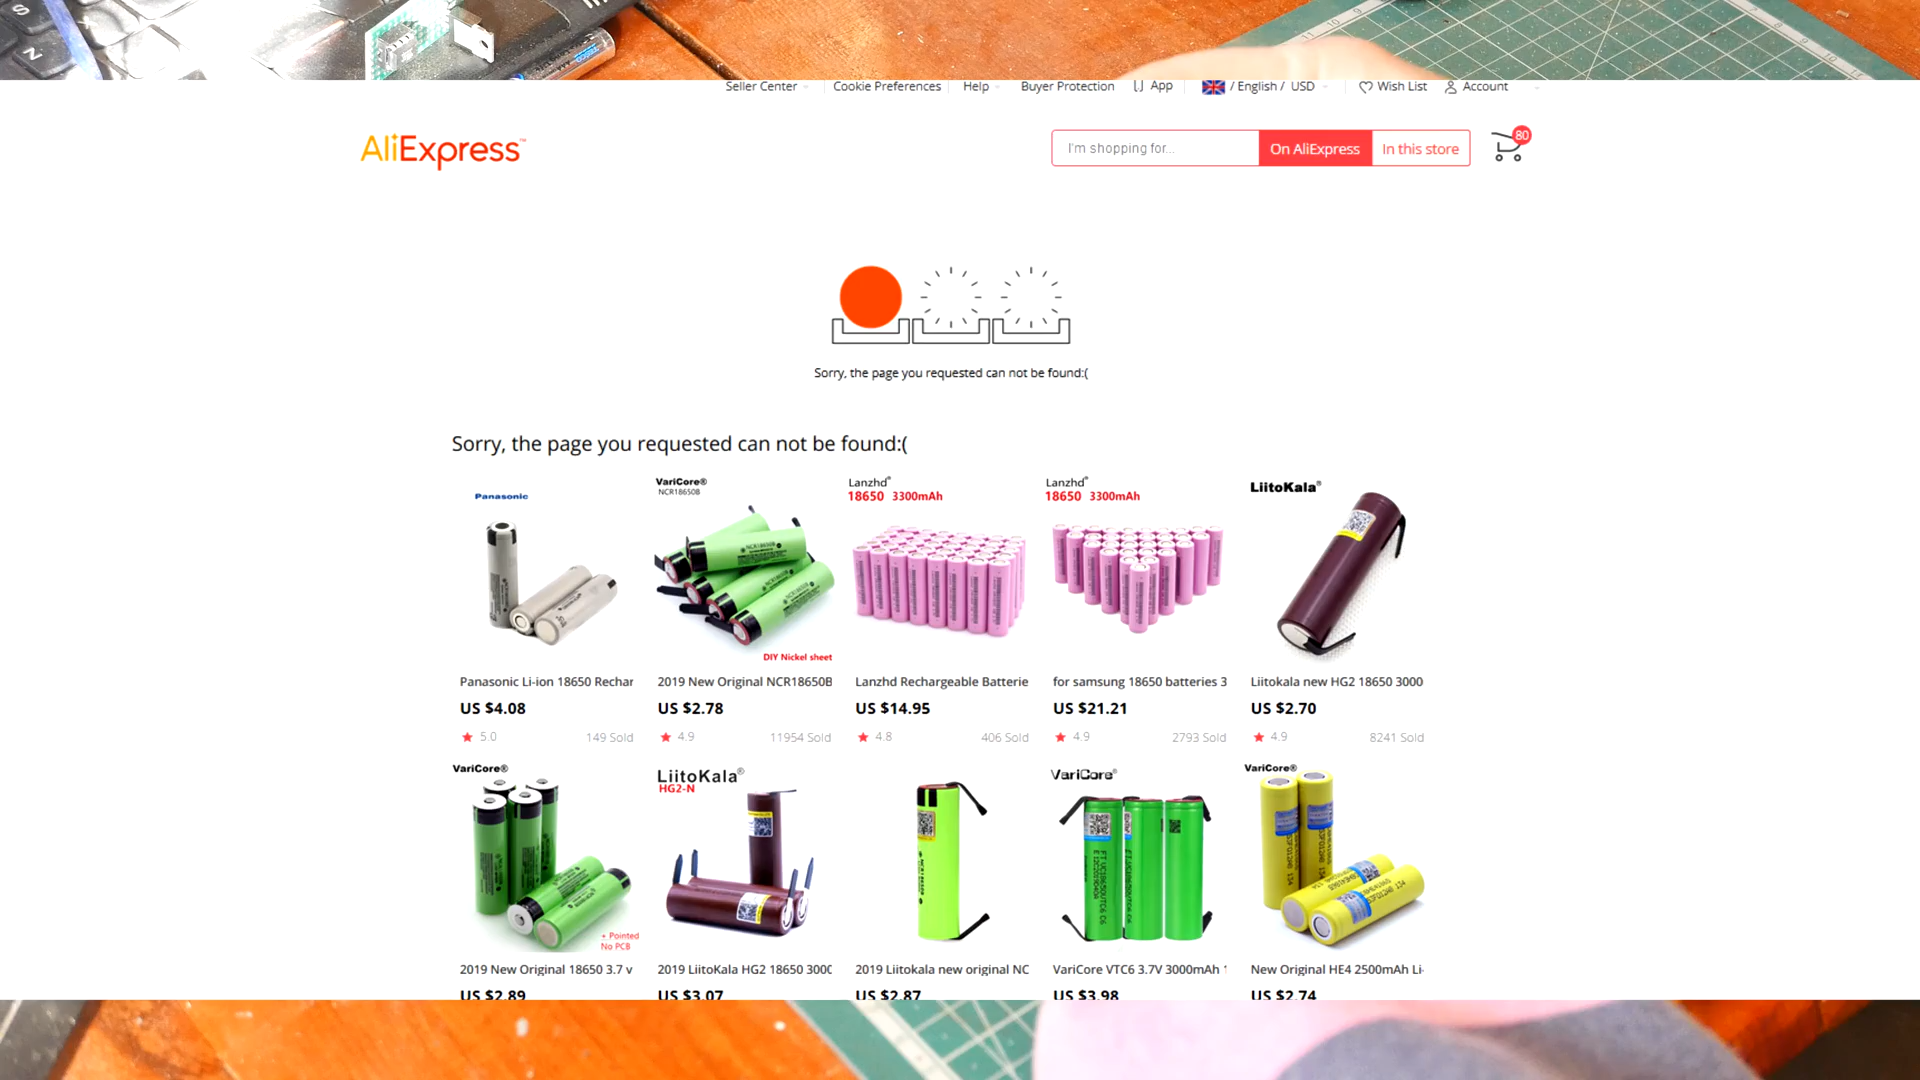 S
Z
Seller Center
Cookie Preferences
Help
Buyer Protection
App
/ English / USD
Wish List
Account
AliExpress™
I'm shopping for...
On AliExpress
In this store
80
Sorry, the page you requested can not be found:(
Sorry, the page you requested can not be found:(
Panasonic
VariCore®
NCR18650B
DIY Nickel sheet
Lanzhd®
18650 3300mAh
Lanzhd®
18650 3300mAh
LiitoKala®
Panasonic Li-ion 18650 Rechar
2019 New Original NCR18650B
Lanzhd Rechargeable Batterie
for samsung 18650 batteries 3
Liitokala new HG2 18650 3000
US $4.08
US $2.78
US $14.95
US $21.21
US $2.70
5.0
149 Sold
4.9
11954 Sold
4.8
406 Sold
4.9
2793 Sold
4.9
8241 Sold
VariCore®
+ Pointed
No PCB
LiitoKala®
HG2-N
VariCore®
VariCore®
2019 New Original 18650 3.7 v
2019 LiitoKala HG2 18650 300
2019 Liitokala new original NC
VariCore VTC6 3.7V 3000mAh
New Original HE4 2500mAh Li-
US $2.89
US $3.07
US $2.87
US $3.98
US $2.74